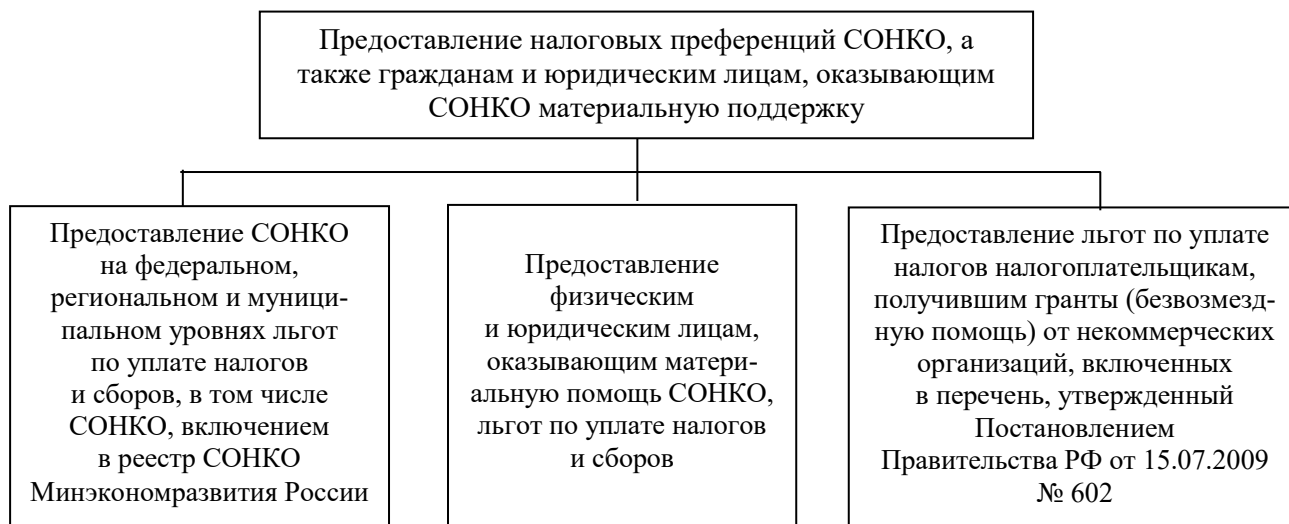 Предоставление налоговых преференций СОНКО, а
также гражданам и юридическим лицам, оказывающим
СОНКО материальную поддержку
Предоставление СОНКО
на федеральном,
региональном и муници-
пальном уровнях льгот
по уплате налогов
и сборов, в том числе
СОНКО, включением
в реестр СОНКО
Минэкономразвития России
Предоставление
физическим
и юридическим лицам,
оказывающим матери-
альную помощь СОНКО,
льгот по уплате налогов
и сборов
Предоставление льгот по уплате
налогов налогоплательщикам,
получившим гранты (безвозмезд-
ную помощь) от некоммерческих
организаций, включенных
в перечень, утвержденный
Постановлением
Правительства РФ от 15.07.2009
№ 602